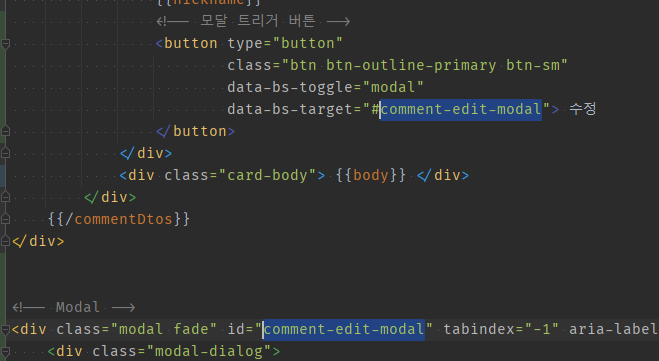 {{nickname}}
<!-- 모달 트리거 버튼 -->
<button type="button"
class="btn btn-outline-primary btn-sm"
data-bs-toggle="modal"
data-bs-target="#comment-edit-modal"> 수정
</button>
</div>
<div class="card-body"> {{body}} </div>
</div>
{{/commentDtos}}
</div>
<!-- Modal -->
<div class="modal fade" id="comment-edit-modal" tabindex="-1" aria-label
<div class="modal-dialog">